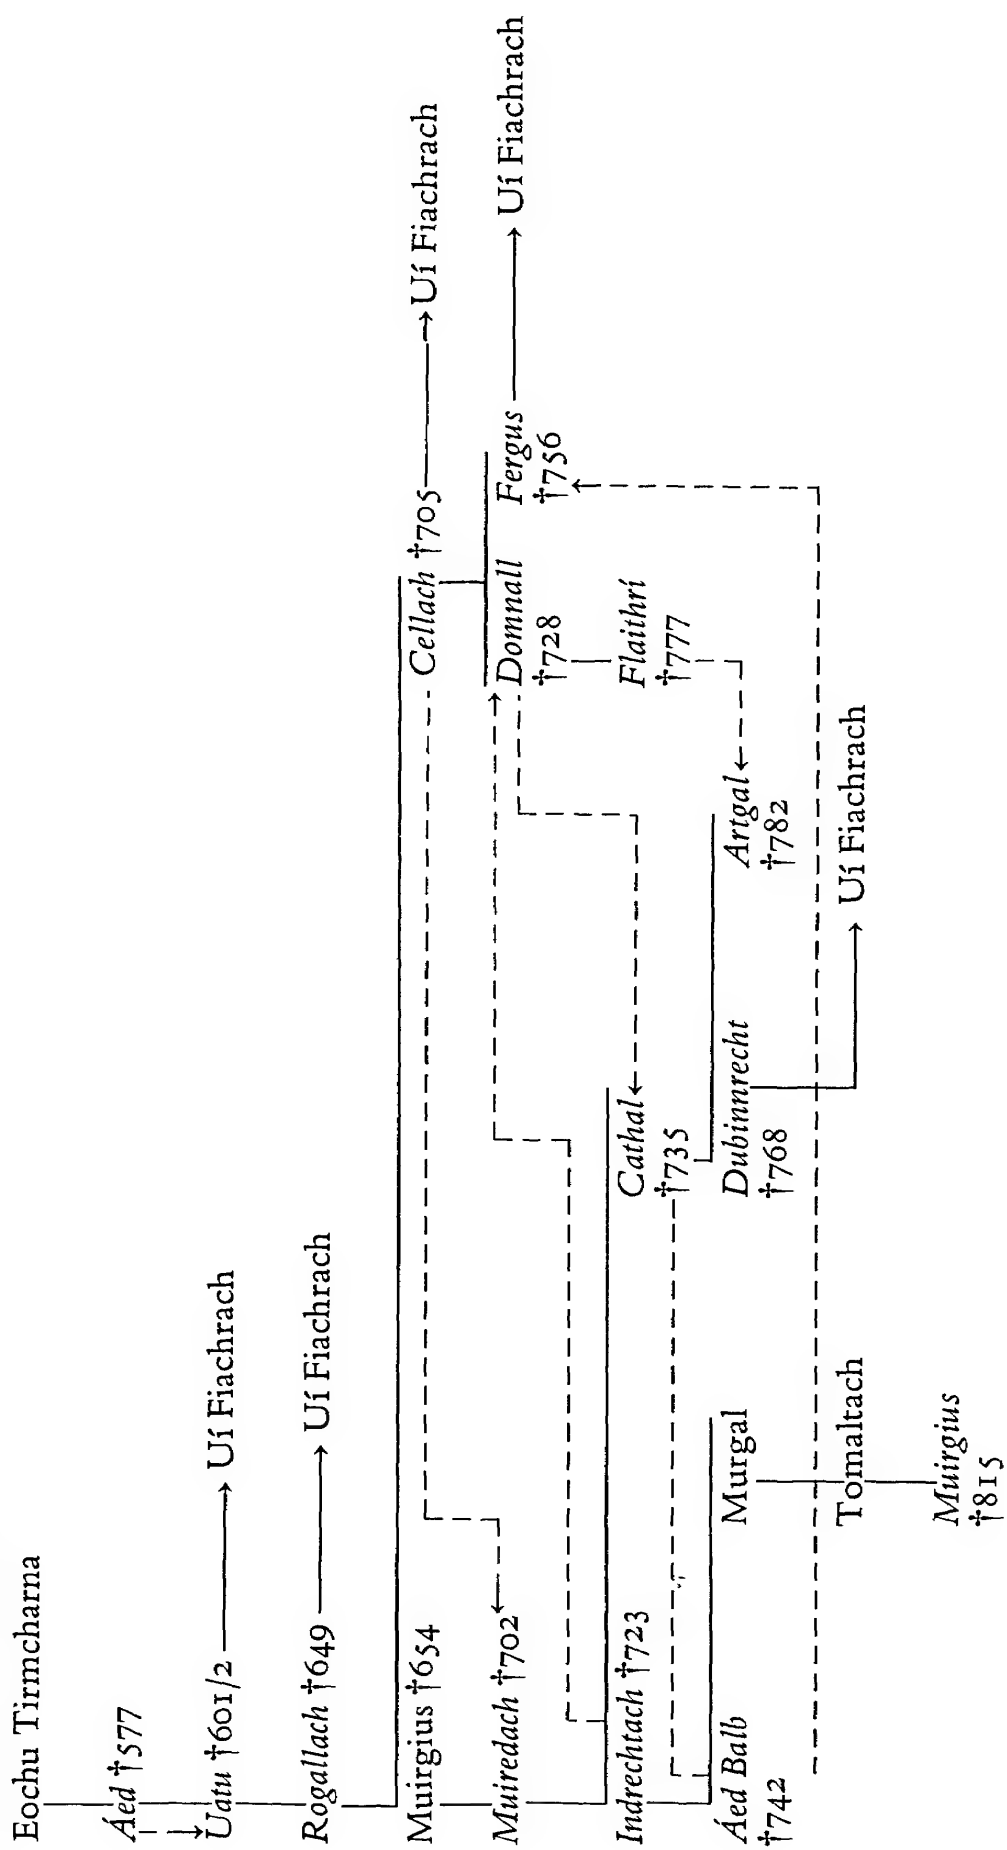 Eochu Tirmcharna
Áed †577
Uatu †601/2 Uí Fiachrach
Rogallach †649 Uí Fiachrach
Muirgius †654 Cellach †705 Uí Fiachrach
Muiredach †702 Domnall Fergus Uí Fiachrach
†728 †756
Indrechtach †723 Cathal Flaithrí
†735 †777
Áed Balb Murgal Dubinnrecht Artgal
†742 †768 †782
Tomaltach Uí Fiachrach
Muirgius
†815